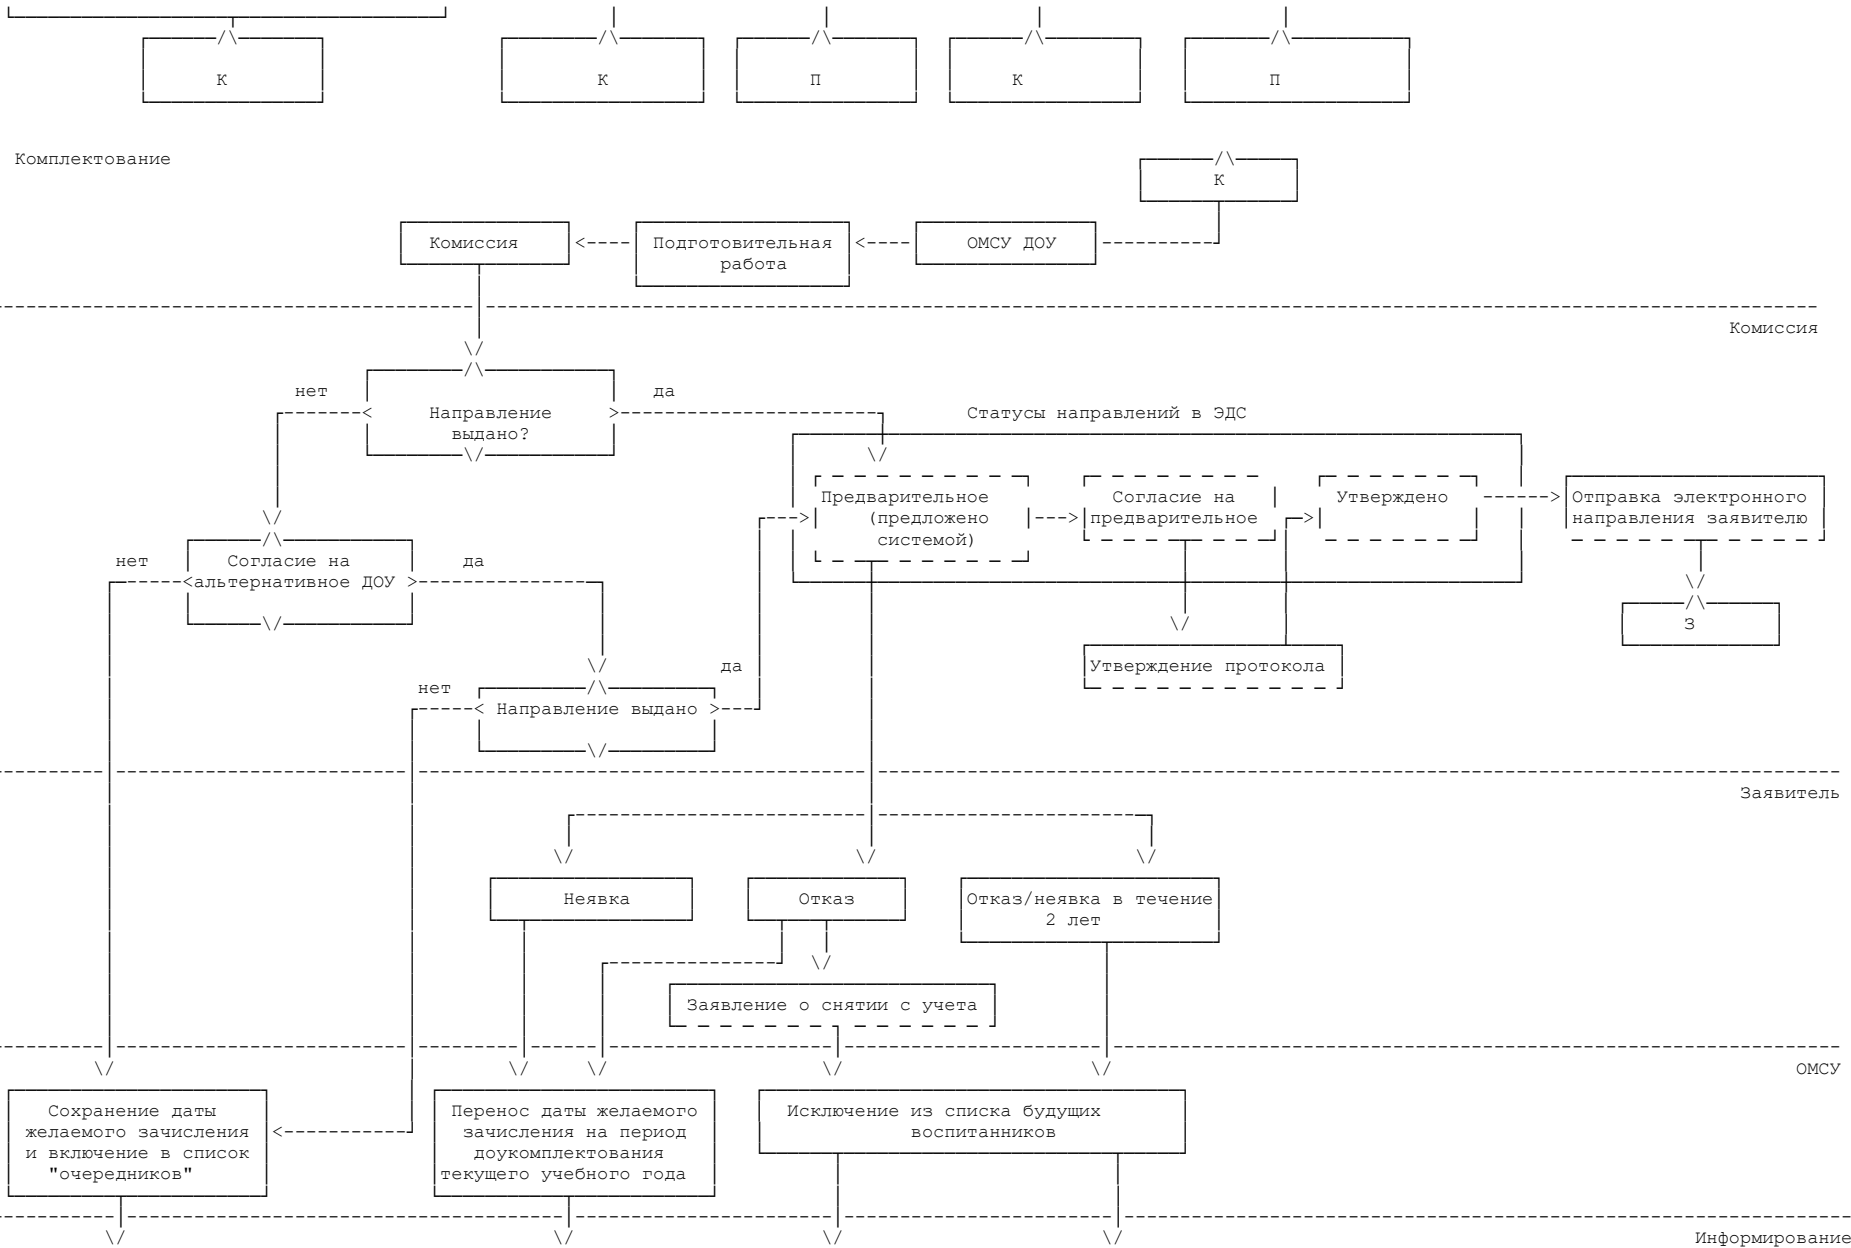 К
К
П
К
П
Комплектование
К
Комиссия
Подготовительная
работа
ОМСУ ДОУ
Комиссия
нет
да
Направление
выдано?
Статусы направлений в ЭДС
Предварительное
(предложено
системой)
Согласие на
предварительное
Утверждено
Отправка электронного
направления заявителю
нет
Согласие на
альтернативное ДОУ
да
З
Утверждение протокола
да
нет
Направление выдано
Заявитель
Неявка
Отказ
Отказ/неявка в течение
2 лет
Заявление о снятии с учета
ОМСУ
Сохранение даты
желаемого зачисления
и включение в список
"очередников"
Перенос даты желаемого
зачисления на период
доукомплектования
текущего учебного года
Исключение из списка будущих
воспитанников
Информирование